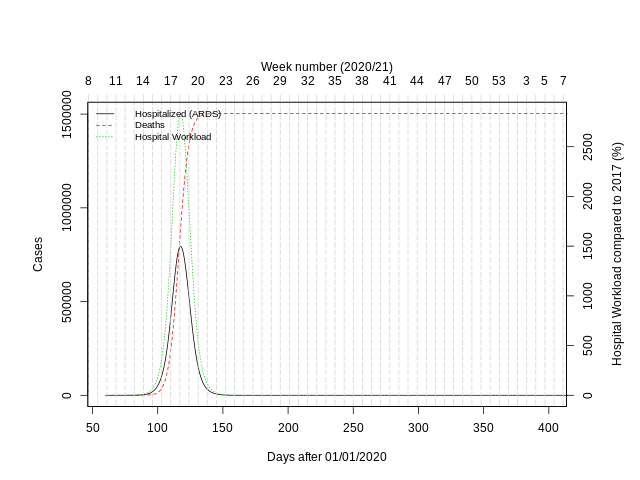 Week number (2020/21)
8 11 14 17 20 23 26 29 32 35 38 41 44 47 50 53 3 5 7
Hospitalized (ARDS)
Deaths
Hospital Workload
Cases
0 500000 1000000 1500000
Hospital Workload compared to 2017 (%)
0 500 1000 1500 2000 2500
50 100 150 200 250 300 350 400
Days after 01/01/2020